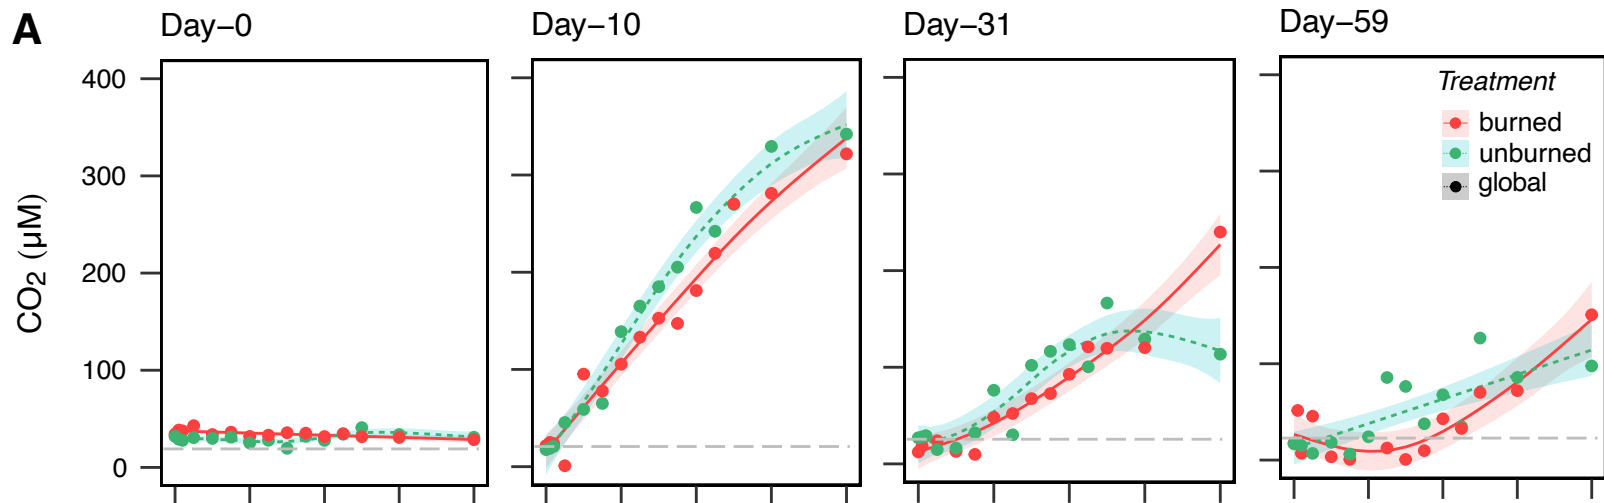 A
Day−0
Day−10
Day−31
Day−59
CO2 (μM)
400
300
200
100
0
Treatment
burned
unburned
global